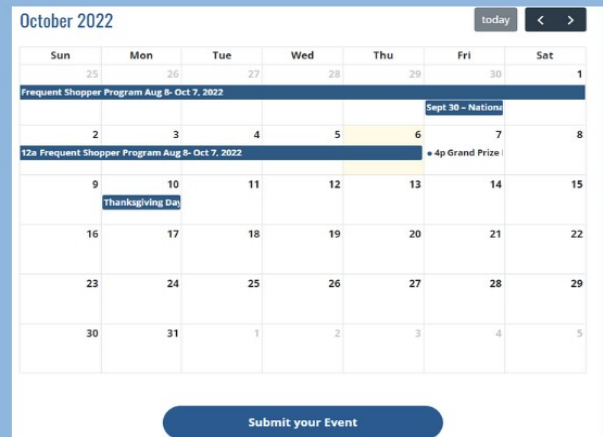 October 2022
today < >
Sun Mon Tue Wed Thu Fri Sat
25 26 27 28 29 30 1
Frequent Shopper Program Aug 8- Oct 7, 2022
Sept 30 – Nationa
2 3 4 5 6 7 8
12a Frequent Shopper Program Aug 8- Oct 7, 2022 • 4p Grand Prize
9 10 11 12 13 14 15
Thanksgiving Day
16 17 18 19 20 21 22
23 24 25 26 27 28 29
30 31 1 2 3 4 5
Submit your Event